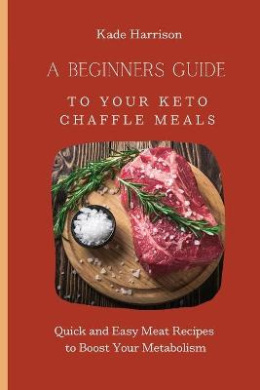 Kade Harrison
A BEGINNERS GUIDE
TO YOUR KETO
CHAFFLE MEALS
Quick and Easy Meat Recipes
to Boost Your Metabolism